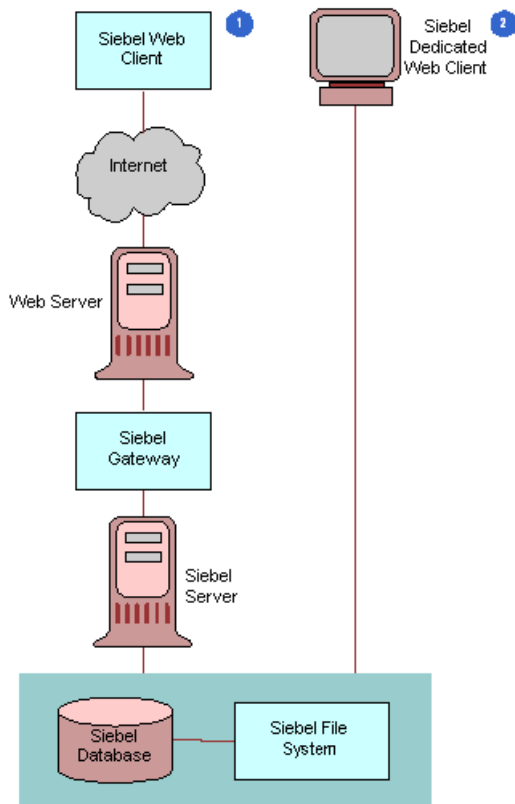 Siebel Web
Client
1
Siebel
Dedicated
Web Client
2
Internet
Web Server
Siebel
Gateway
Siebel
Server
Siebel
Database
Siebel File
System